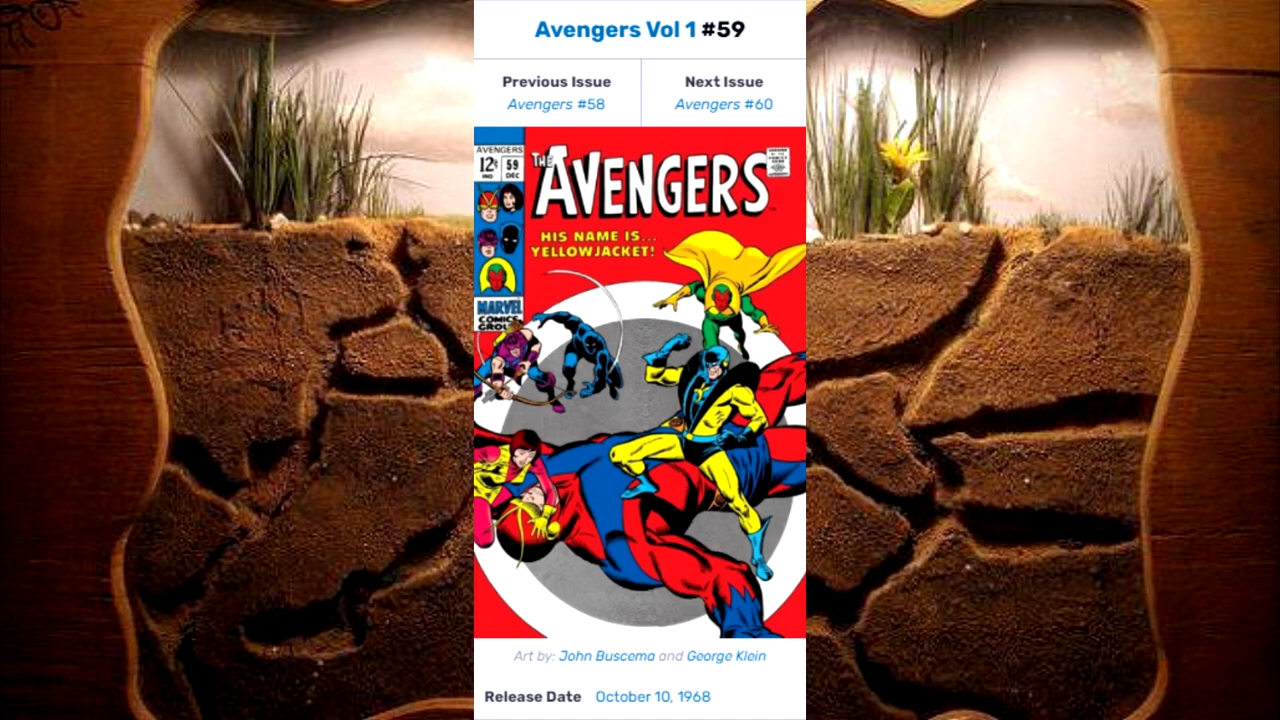 Avengers Vol 1 #59
Previous Issue
Avengers #58
Next Issue
Avengers #60
AVENGERS
12¢
IND
59
DEC
THE
AVENGERS
HIS NAME IS...
YELLOWJACKET!
MARVEL
COMICS
GROUP
Art by: John Buscema and George Klein
Release Date October 10, 1968